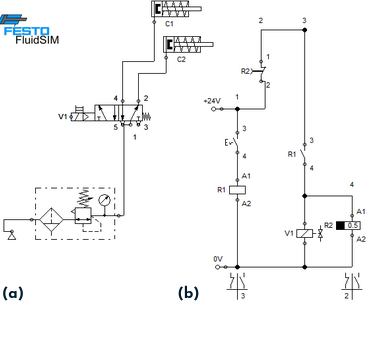 FESTO
FluidSIM
C1
C2
4 2
V1
5 1 3
(a)
2 3
1
R2
2
+24V 1
3
4
3
R1
4
A1
R1
A2
4
A1
V1 R2 0.5
A2
0V
3 2
(b)